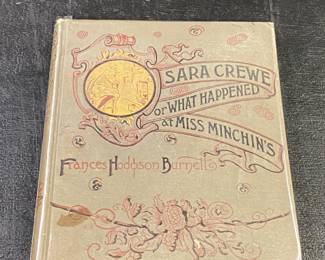 SARA CREWE
or WHAT HAPPENED
at MISS MINCHIN'S
Frances Hodgson Burnett